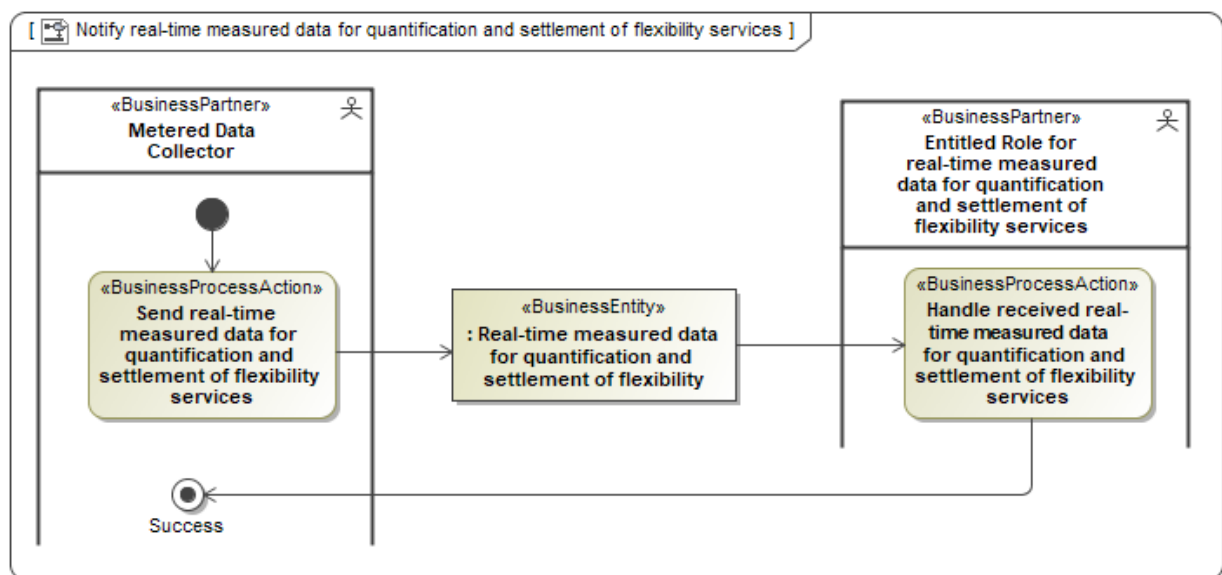 [ Notify real-time measured data for quantification and settlement of flexibility services ]
«BusinessPartner»
Metered Data
Collector
«BusinessPartner»
Entitled Role for
real-time measured
data for quantification
and settlement of
flexibility services
«BusinessProcessAction»
Send real-time
measured data for
quantification and
settlement of flexibility
services
«BusinessEntity»
: Real-time measured data
for quantification and
settlement of flexibility
«BusinessProcessAction»
Handle received real-
time measured data
for quantification and
settlement of flexibility
services
Success